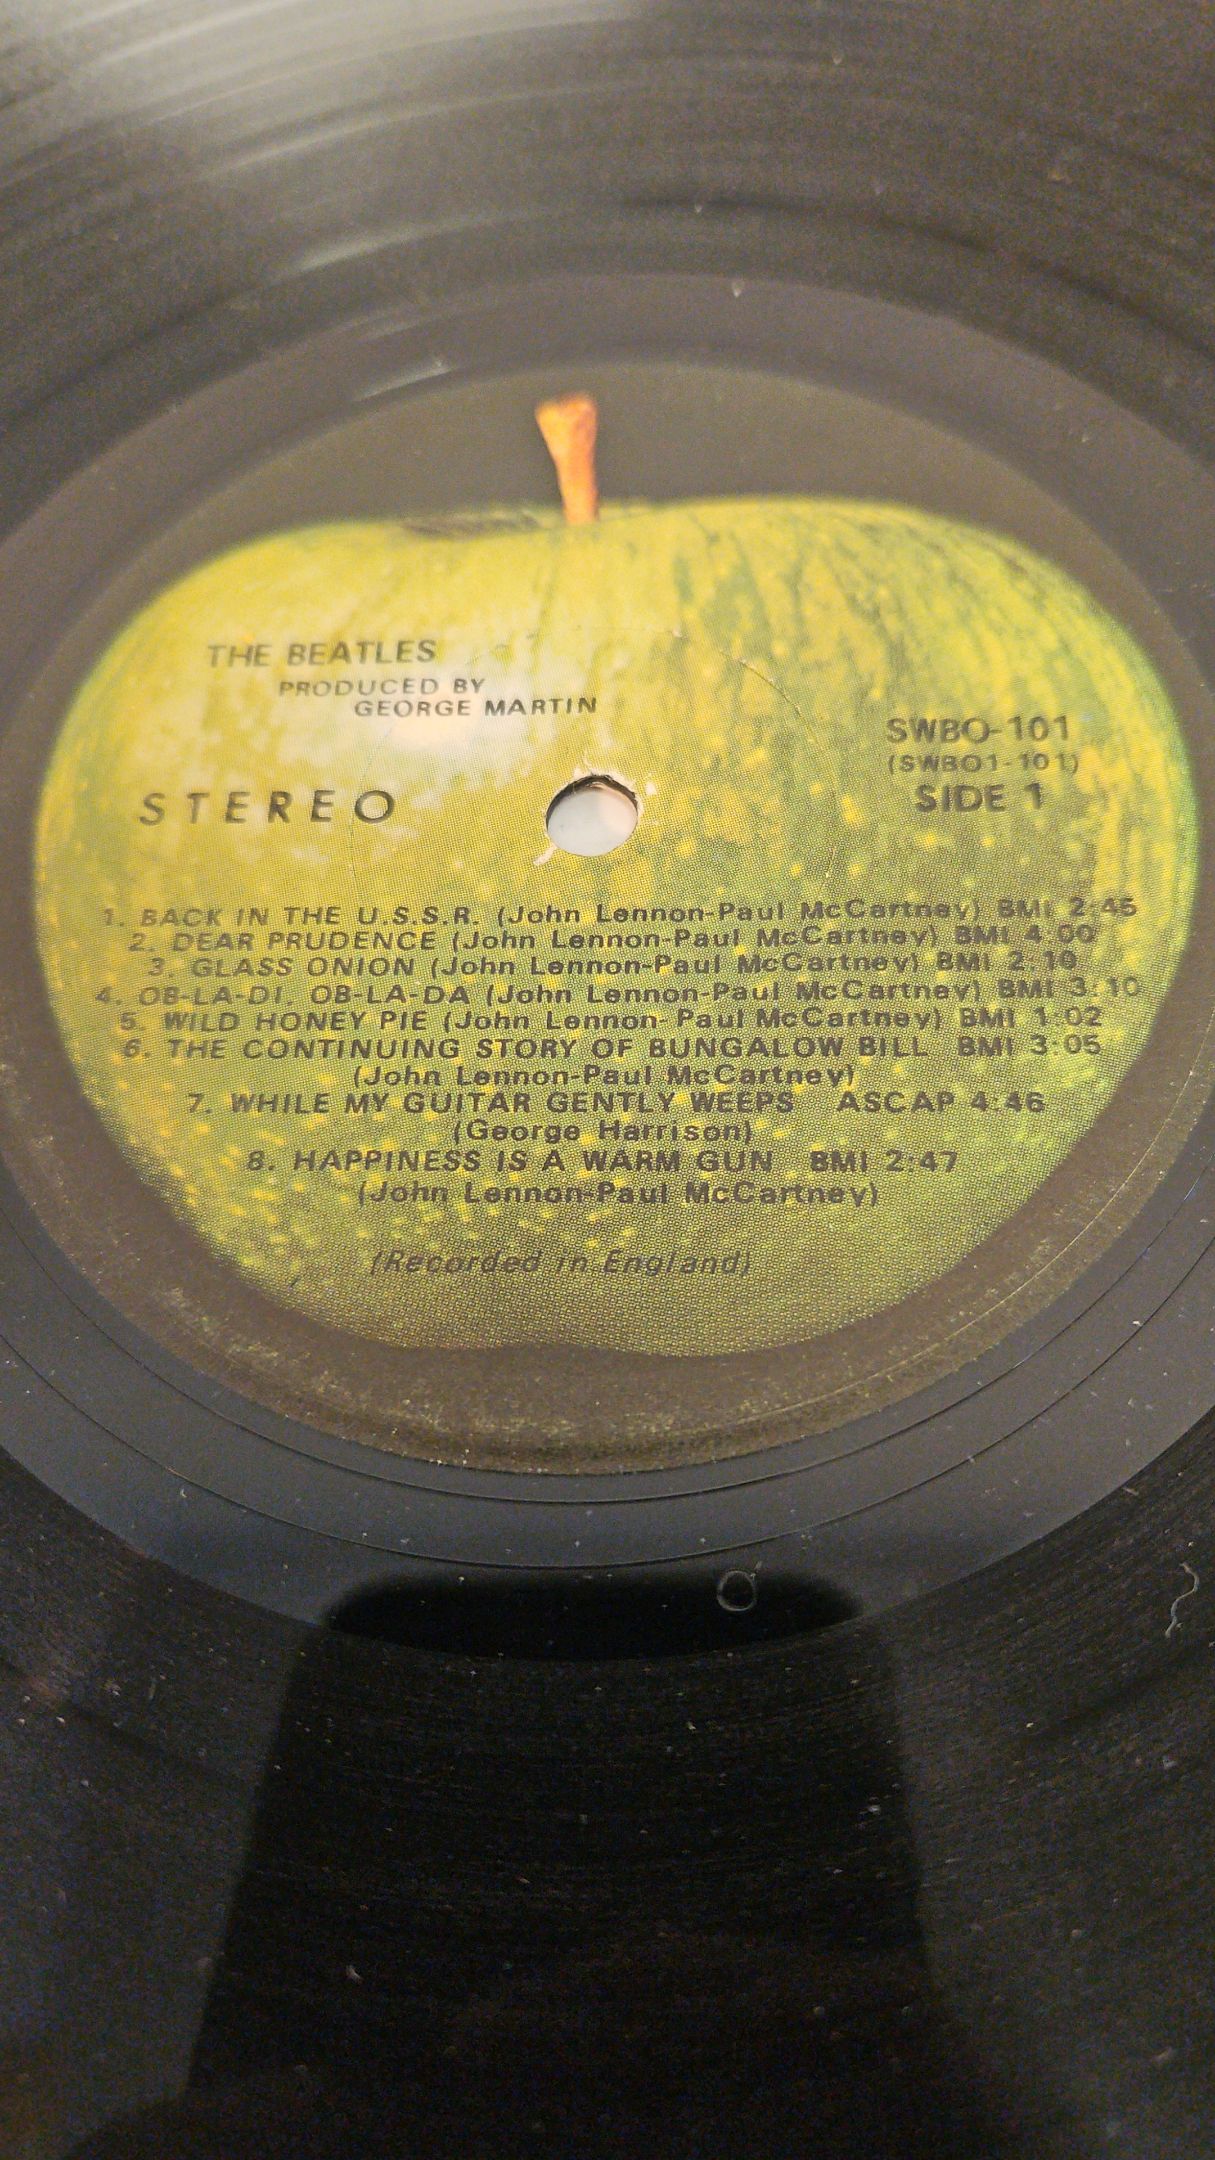 THE BEATLES
PRODUCED BY
GEORGE MARTIN
SWBO-101
(SWBO1-101)
STEREO
SIDE 1
1. BACK IN THE U.S.S.R. (John Lennon-Paul McCartney) BMI 2:45
2. DEAR PRUDENCE (John Lennon-Paul McCartney) BMI 4:00
3. GLASS ONION (John Lennon-Paul McCartney) BMI 2:10
4. OB-LA-DI, OB-LA-DA (John Lennon-Paul McCartney) BMI 3:10
5. WILD HONEY PIE (John Lennon-Paul McCartney) BMI 1:02
6. THE CONTINUING STORY OF BUNGALOW BILL BMI 3:05
(John Lennon-Paul McCartney)
7. WHILE MY GUITAR GENTLY WEEPS ASCAP 4:46
(George Harrison)
8. HAPPINESS IS A WARM GUN BMI 2:47
(John Lennon-Paul McCartney)
(Recorded in England)